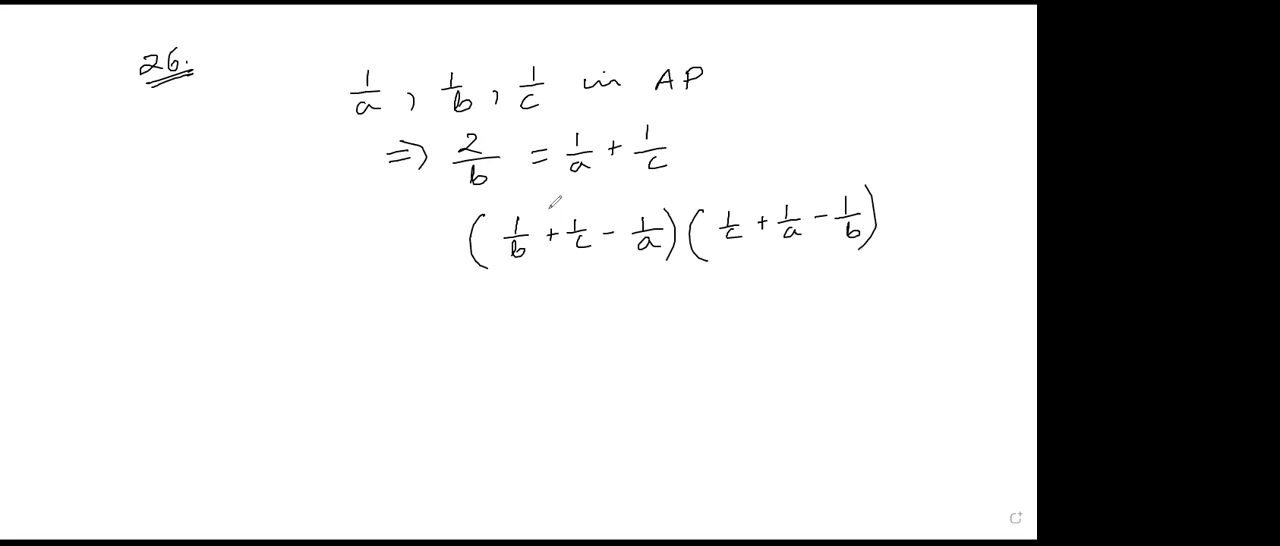 26.
1/a , 1/b , 1/c in AP
⇒ 2/b = 1/a + 1/c
(1/b + 1/c - 1/a)(1/c + 1/a - 1/b)